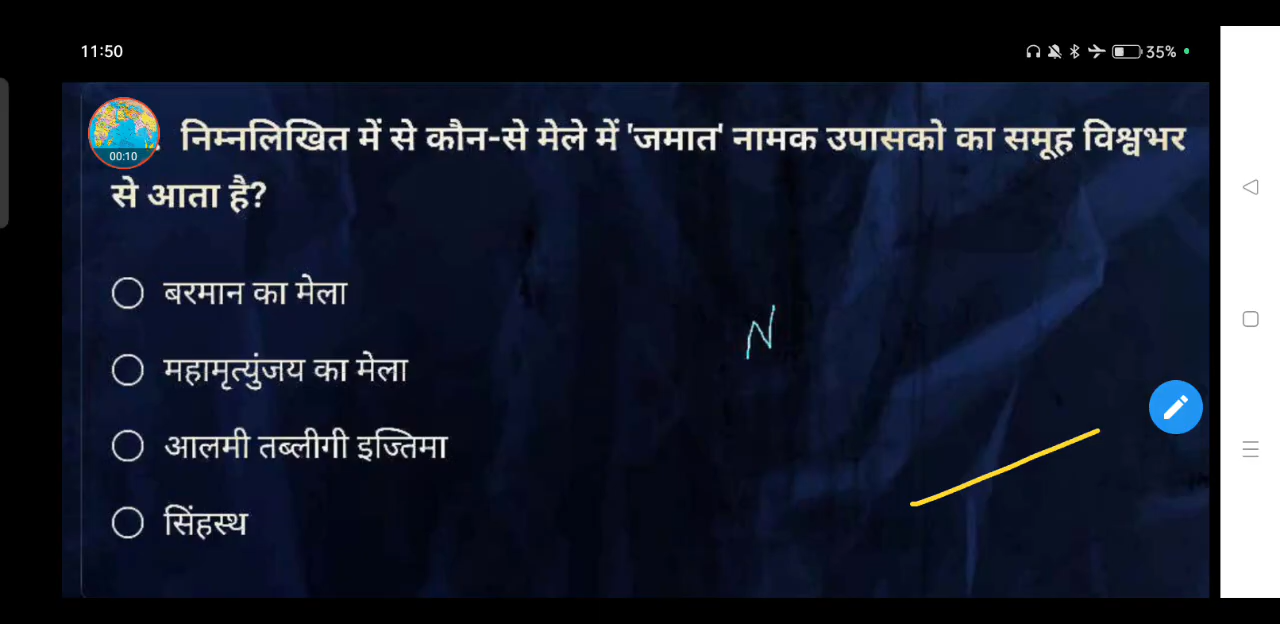 11:50
35%
00:10
. निम्नलिखित में से कौन-से मेले में 'जमात' नामक उपासको का समूह विश्वभर
से आता है?
बरमान का मेला
महामृत्युंजय का मेला
आलमी तब्लीगी इज्तिमा
सिंहस्थ
N